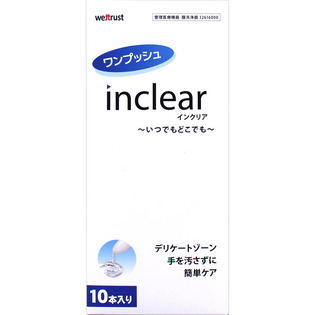 wettrust
管理医療機器 膣洗浄器 32616000
ワンプッシュ
inclear
インクリア
～いつでもどこでも～
デリケートゾーン
手を汚さずに
簡単ケア
10本入り